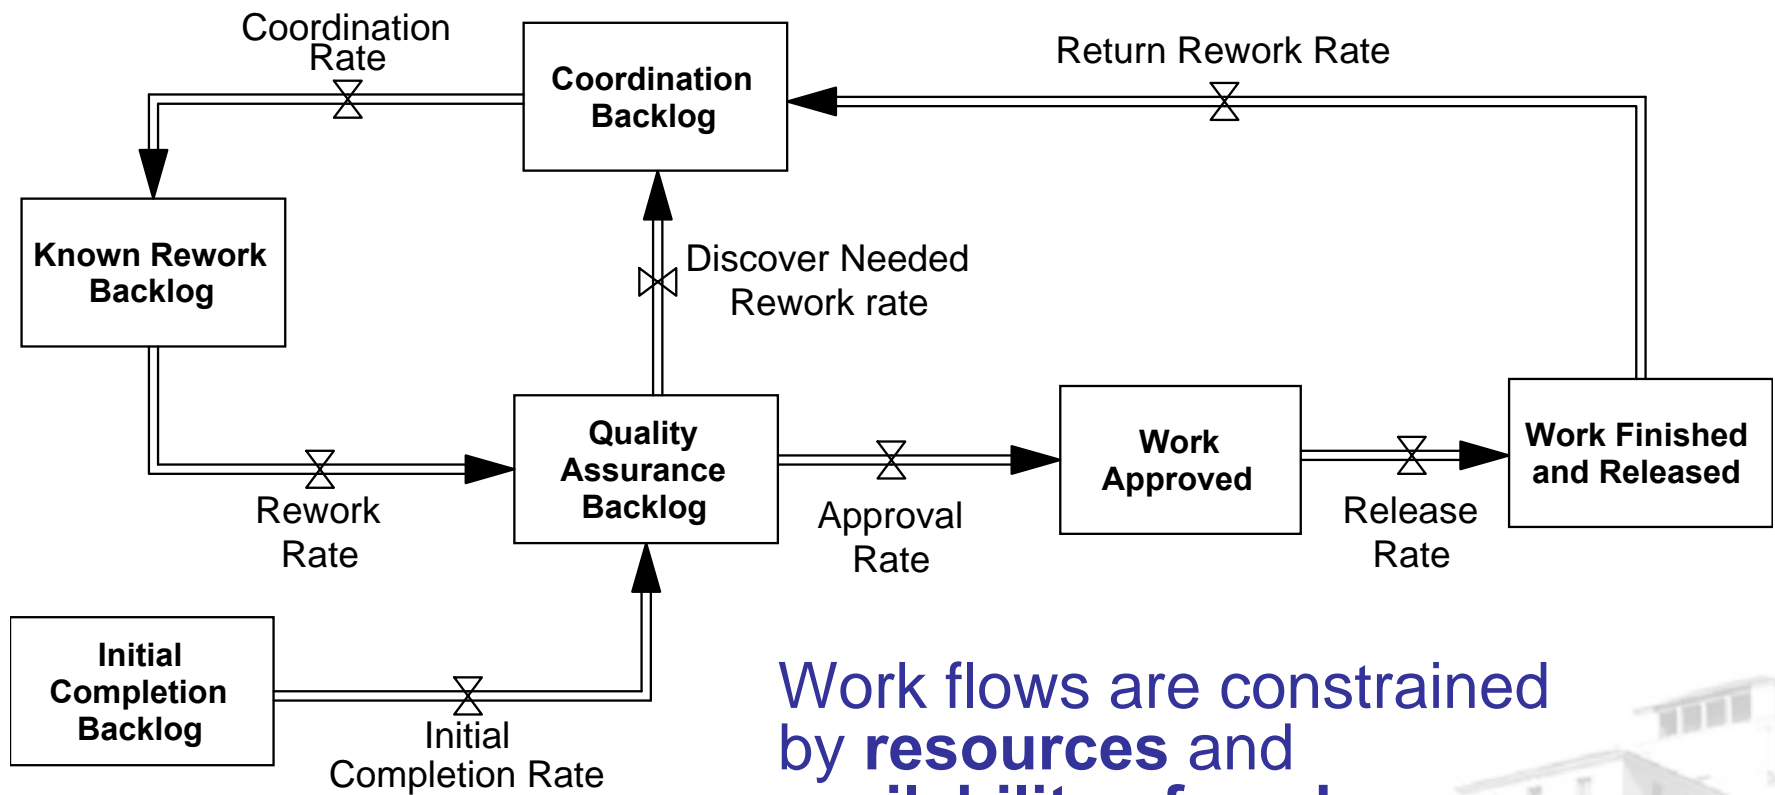 Coordination
Rate
Coordination
Backlog
Return Rework Rate
Known Rework
Backlog
Discover Needed
Rework rate
Quality
Assurance
Backlog
Work
Approved
Work Finished
and Released
Rework
Rate
Approval
Rate
Release
Rate
Initial
Completion
Backlog
Initial
Completion Rate
Work flows are constrained
by resources and